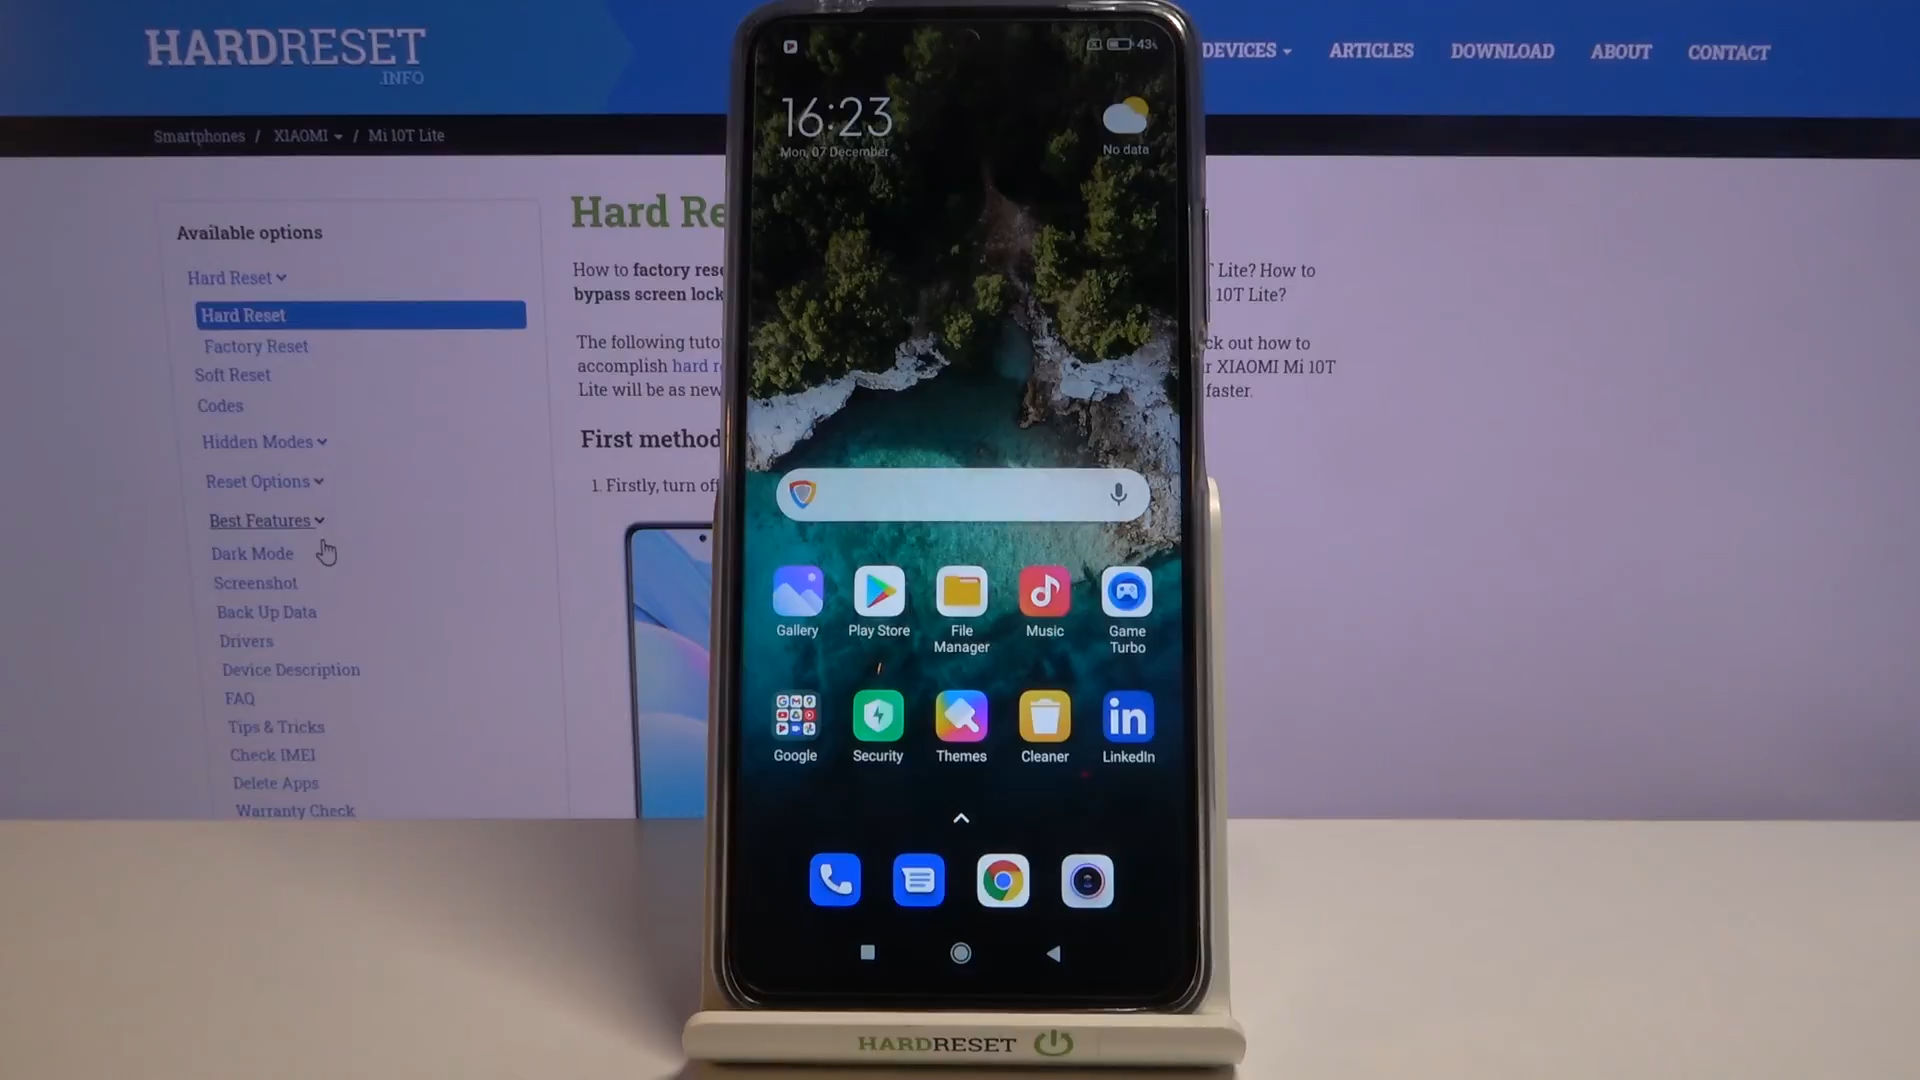 HARDRESET
.INFO
DEVICES
ARTICLES
DOWNLOAD
ABOUT
CONTACT
Smartphones / XIAOMI / Mi 10T Lite
Available options
Hard Reset
Hard Reset
Factory Reset
Soft Reset
Codes
Hidden Modes
Reset Options
Best Features
Dark Mode
Screenshot
Back Up Data
Drivers
Device Description
FAQ
Tips & Tricks
Check IMEI
Delete Apps
Warranty Check
Hard Re
How to factory rese
bypass screen lock
The following tuto
accomplish hard r
Lite will be as new
First method
1. Firstly, turn of
Lite? How to
10T Lite?
ck out how to
r XIAOMI Mi 10T
faster.
43%
16:23
Mon, 07 December
No data
Gallery
Play Store
File
Manager
Music
Game
Turbo
Google
Security
Themes
Cleaner
in
LinkedIn
HARDRESET